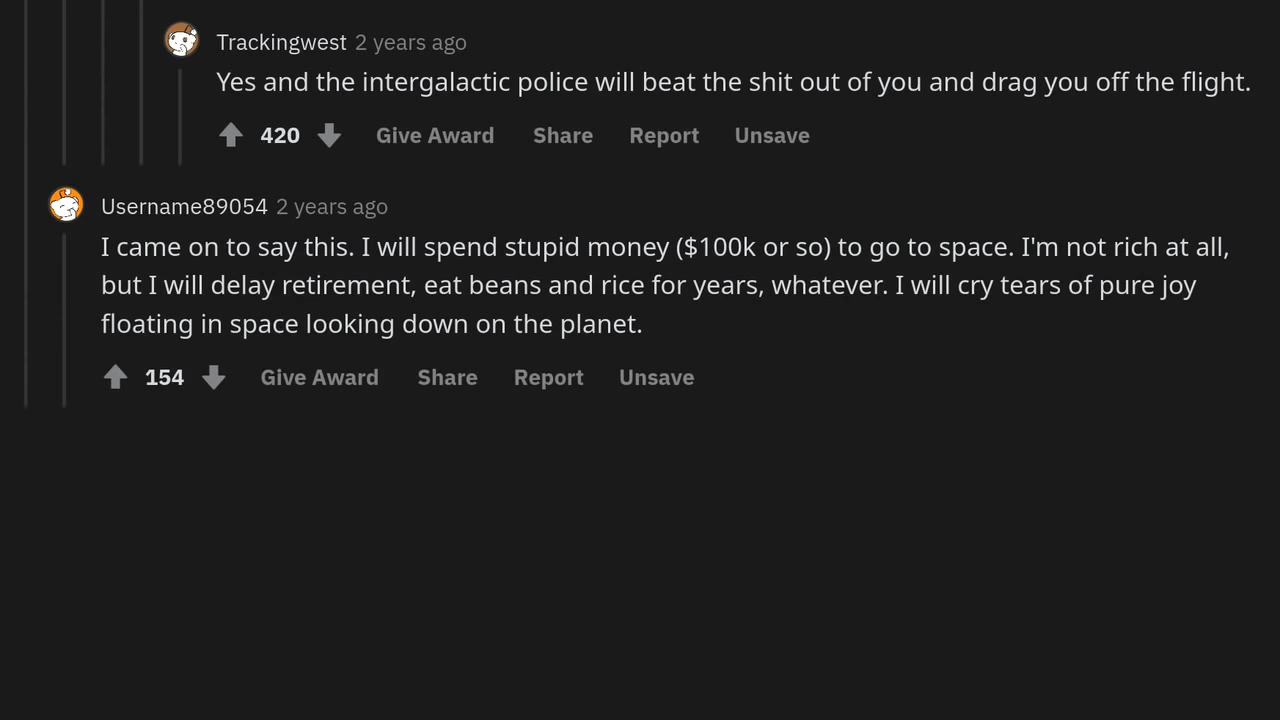 Trackingwest 2 years ago
Yes and the intergalactic police will beat the shit out of you and drag you off the flight.
420 Give Award Share Report Unsave
Username89054 2 years ago
I came on to say this. I will spend stupid money ($100k or so) to go to space. I'm not rich at all,
but I will delay retirement, eat beans and rice for years, whatever. I will cry tears of pure joy
floating in space looking down on the planet.
154 Give Award Share Report Unsave